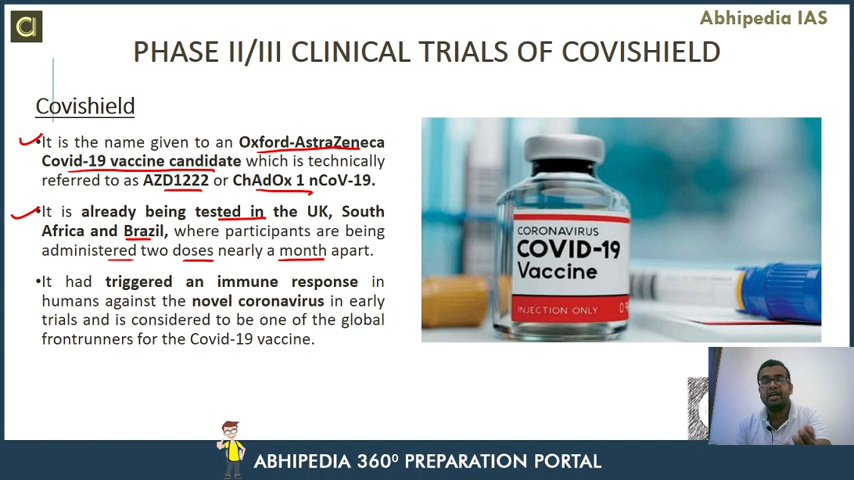 Abhipedia IAS
PHASE II/III CLINICAL TRIALS OF COVISHIELD
Covishield
•It is the name given to an Oxford-AstraZeneca
Covid-19 vaccine candidate which is technically
referred to as AZD1222 or ChAdOx 1 nCoV-19.
•It is already being tested in the UK, South
Africa and Brazil, where participants are being
administered two doses nearly a month apart.
•It had triggered an immune response in
humans against the novel coronavirus in early
trials and is considered to be one of the global
frontrunners for the Covid-19 vaccine.
CORONAVIRUS
COVID-19
Vaccine
INJECTION ONLY
ABHIPEDIA 360⁰ PREPARATION PORTAL